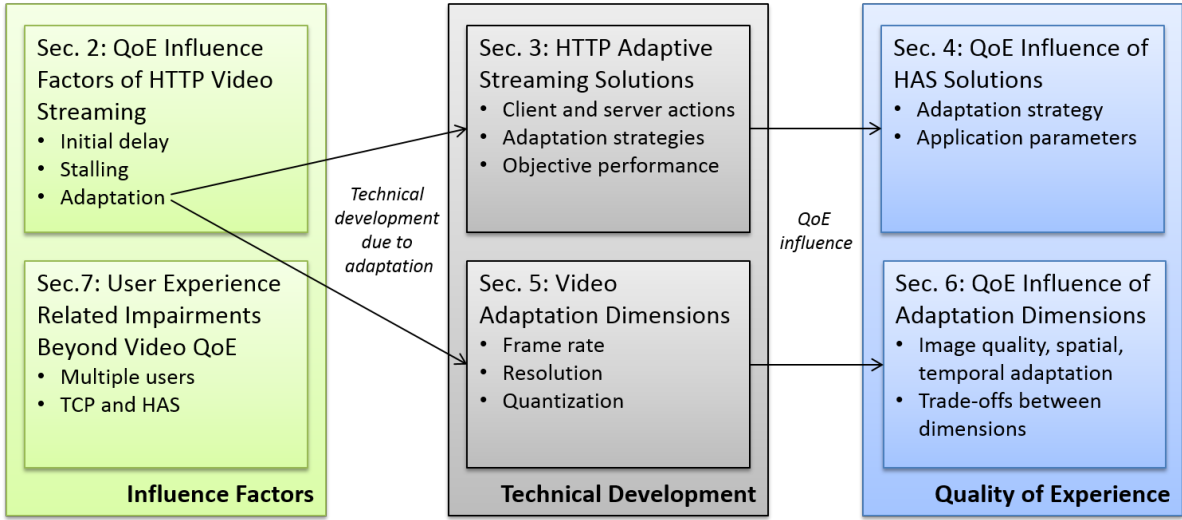 Sec. 2: QoE Influence
Factors of HTTP Video
Streaming
• Initial delay
• Stalling
• Adaptation
Sec.7: User Experience
Related Impairments
Beyond Video QoE
• Multiple users
• TCP and HAS
Influence Factors
Technical
development
due to
adaptation
Sec. 3: HTTP Adaptive
Streaming Solutions
• Client and server actions
• Adaptation strategies
• Objective performance
Sec. 5: Video
Adaptation Dimensions
• Frame rate
• Resolution
• Quantization
Technical Development
QoE
influence
Sec. 4: QoE Influence of
HAS Solutions
• Adaptation strategy
• Application parameters
Sec. 6: QoE Influence of
Adaptation Dimensions
• Image quality, spatial,
temporal adaptation
• Trade-offs between
dimensions
Quality of Experience